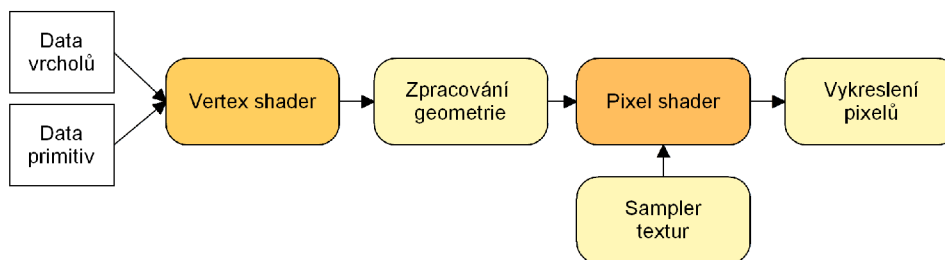 Data
vrcholů
Data
primitiv
Vertex shader
Zpracování
geometrie
Pixel shader
Vykreslení
pixelů
Sampler
textur